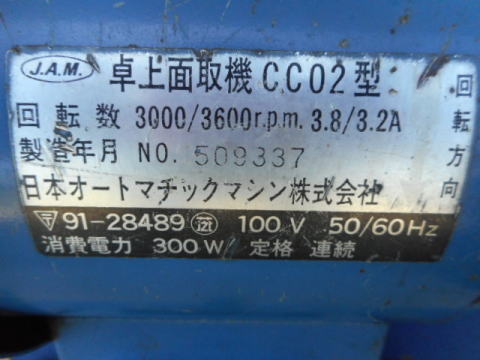 J.A.M. 卓上面取機 CC02型
回転数 3000/3600r.p.m. 3.8/3.2A
製造年月 NO. 509337
日本オートマチックマシン株式会社
回転方向
〒 91-28489 100V 50/60Hz
消費電力 300W 定格 連続